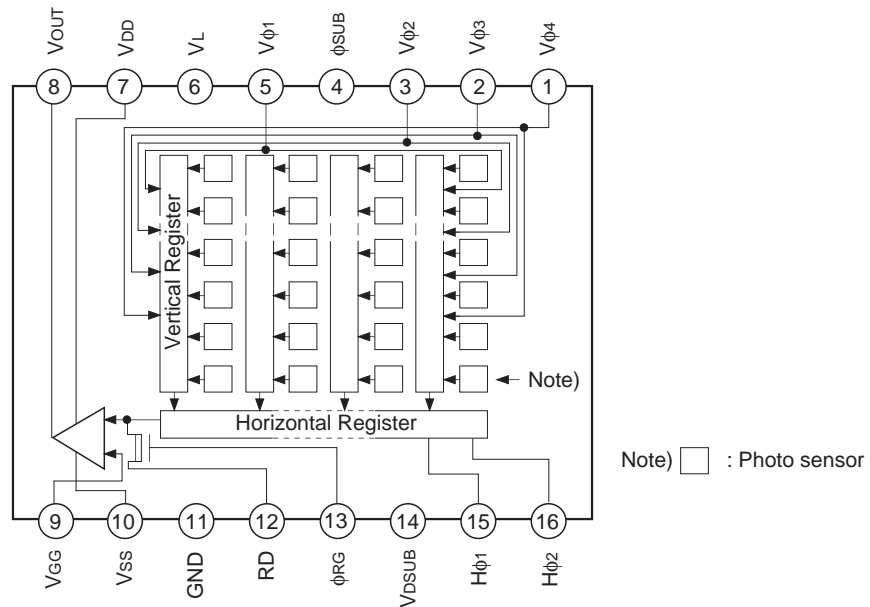 VOUT VDD VL Vϕ1 ϕSUB Vϕ2 Vϕ3 Vϕ4
8 7 6 5 4 3 2 1
Vertical Register
Note)
Horizontal Register
Note) : Photo sensor
9 10 11 12 13 14 15 16
VGG VSS GND RD ϕRG VDSUB Hϕ1 Hϕ2